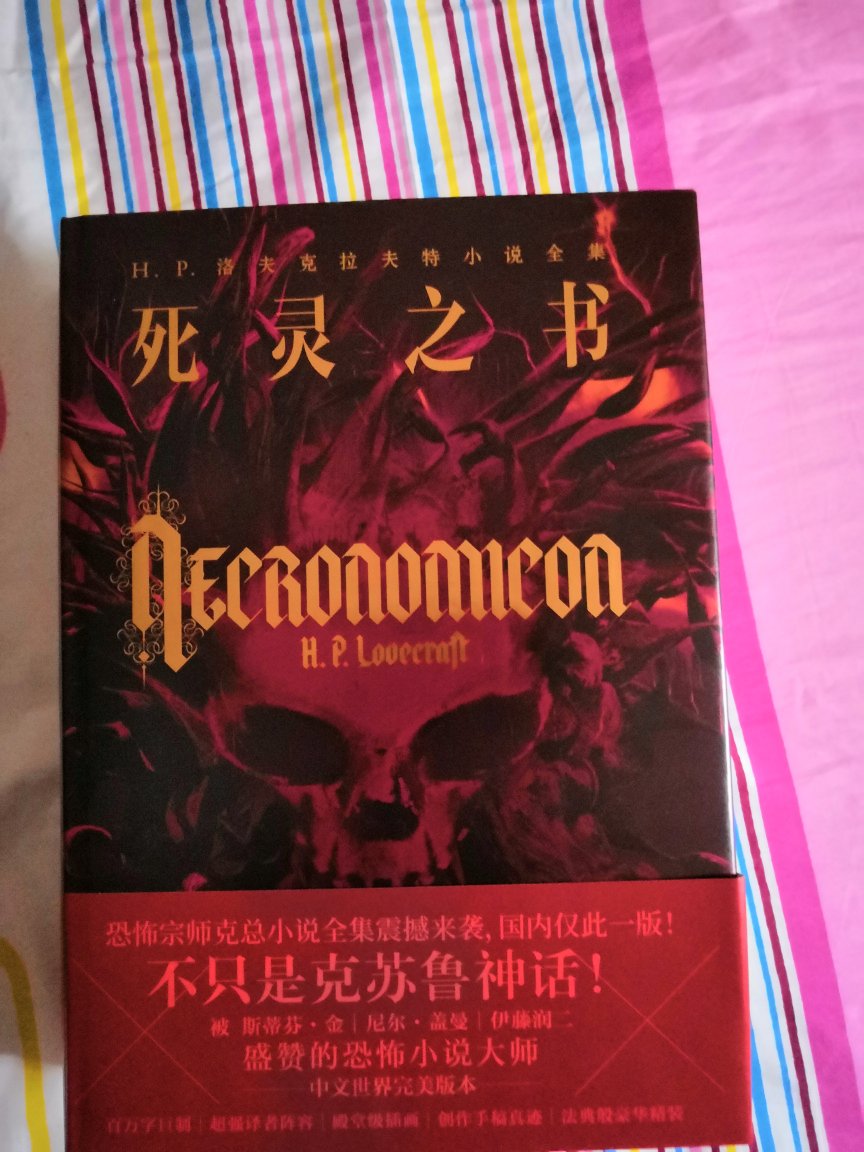 H. P. 洛夫克拉夫特小说全集
死灵之书
NECRONOMICON
H. P. Lovecraft
恐怖宗师克总小说全集震撼来袲, 国内仅此一版!
不只是克苏鲁神话!
被 斯蒂芬·金 | 尼尔·盖曼 | 伊藤润二
盛赞的恐怖小说大师
中文世界完美版本
百万字巨制 | 超强译者阵容 | 殿堂级插画 | 创作手稿真迹 | 法典般豪华精装